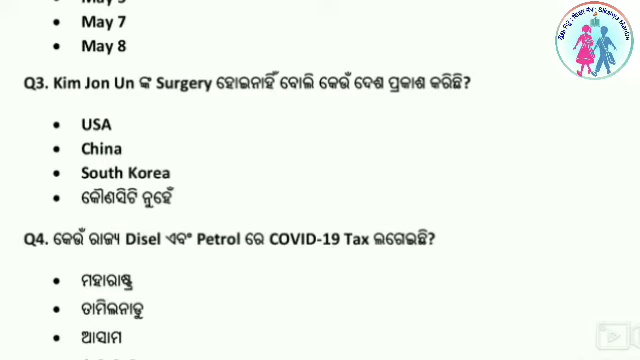 May 7
May 8
Q3. Kim Jon Un ଙ୍କ Surgery ହୋଇନାହିଁ ବୋଲି କେଉଁ ଦେଶ ପ୍ରକାଶ କରିଛି?
USA
China
South Korea
କୌଣସିଟି ନୁହେଁ
Q4. କେଉଁ ରାଜ୍ୟ Disel ଏବଂ Petrol ରେ COVID-19 Tax ଲଗେଇଛି?
ମହାରାଷ୍ଟ୍ର
ତାମିଲନାଡୁ
ଆସାମ